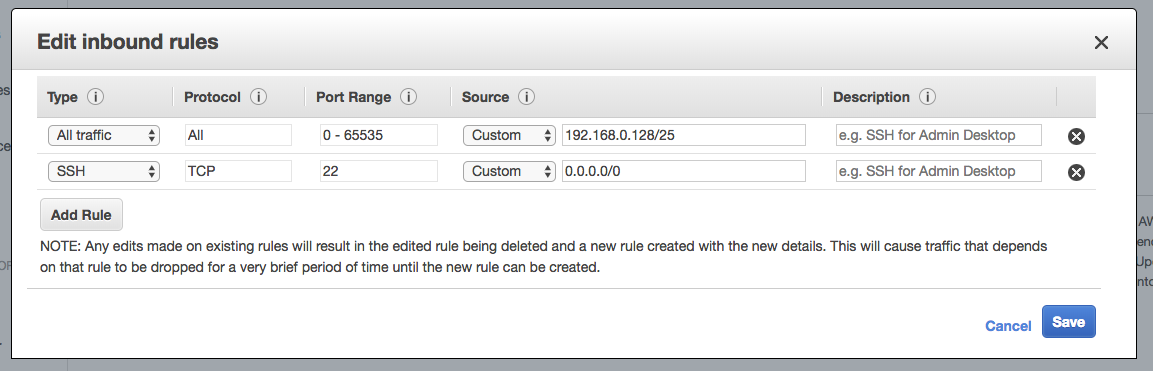 Edit inbound rules
Type Protocol Port Range Source Description
All traffic All 0 - 65535 Custom 192.168.0.128/25 e.g. SSH for Admin Desktop
SSH TCP 22 Custom 0.0.0.0/0 e.g. SSH for Admin Desktop
Add Rule
NOTE: Any edits made on existing rules will result in the edited rule being deleted and a new rule created with the new details. This will cause traffic that depends
on that rule to be dropped for a very brief period of time until the new rule can be created.
Cancel Save